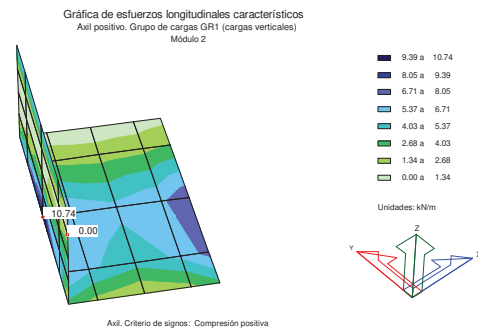 Gráfica de esfuerzos longitudinales característicos
Axil positivo. Grupo de cargas GR1 (cargas verticales)
Módulo 2
9.39 a 10.74
8.05 a 9.39
6.71 a 8.05
5.37 a 6.71
4.03 a 5.37
2.68 a 4.03
1.34 a 2.68
0.00 a 1.34
Unidades: kN/m
10.74
0.00
Z
Y
X
Axil. Criterio de signos: Compresión positiva